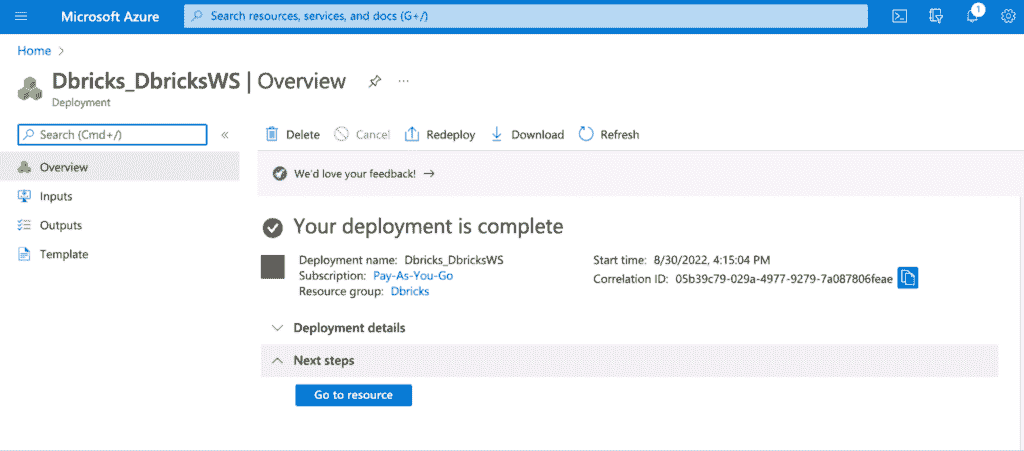 Microsoft Azure
Search resources, services, and docs (G+/)
1
Home >
Dbricks_DbricksWS | Overview
...
Deployment
Search (Cmd+/)
«
Delete
Cancel
Redeploy
Download
Refresh
Overview
Inputs
Outputs
Template
We'd love your feedback! →
Your deployment is complete
Deployment name: Dbricks_DbricksWS
Subscription: Pay-As-You-Go
Resource group: Dbricks
Start time: 8/30/2022, 4:15:04 PM
Correlation ID: 05b39c79-029a-4977-9279-7a087806feae
Deployment details
Next steps
Go to resource